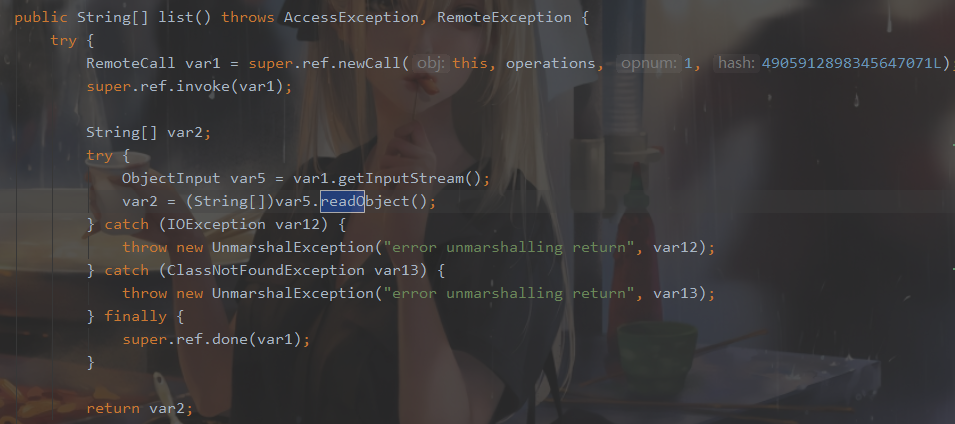 public String[] list() throws AccessException, RemoteException {
try {
RemoteCall var1 = super.ref.newCall( obj: this, operations, opnum: 1, hash: 4905912898345647071L);
super.ref.invoke(var1);
String[] var2;
try {
ObjectInput var5 = var1.getInputStream();
var2 = (String[])var5.readObject();
} catch (IOException var12) {
throw new UnmarshalException("error unmarshalling return", var12);
} catch (ClassNotFoundException var13) {
throw new UnmarshalException("error unmarshalling return", var13);
} finally {
super.ref.done(var1);
}
return var2;